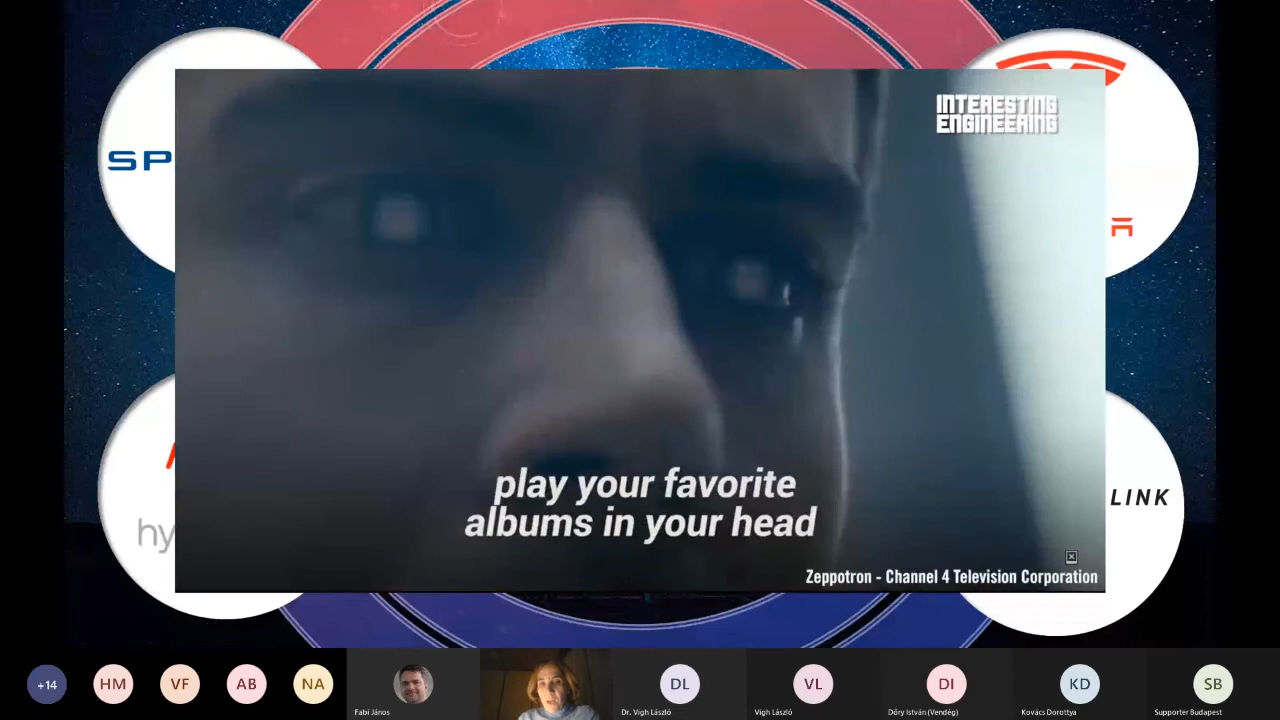 INTERESTING
ENGINEERING
SP
LINK
hy
play your favorite
albums in your head
Zeppotron - Channel 4 Television Corporation
+14
HM
VF
AB
NA
DL
VL
DI
KD
SB
Fabi János
Dr. Vigh László
Vigh László
Dőry István (Vendég)
Kovács Dorottya
Supporter Budapest